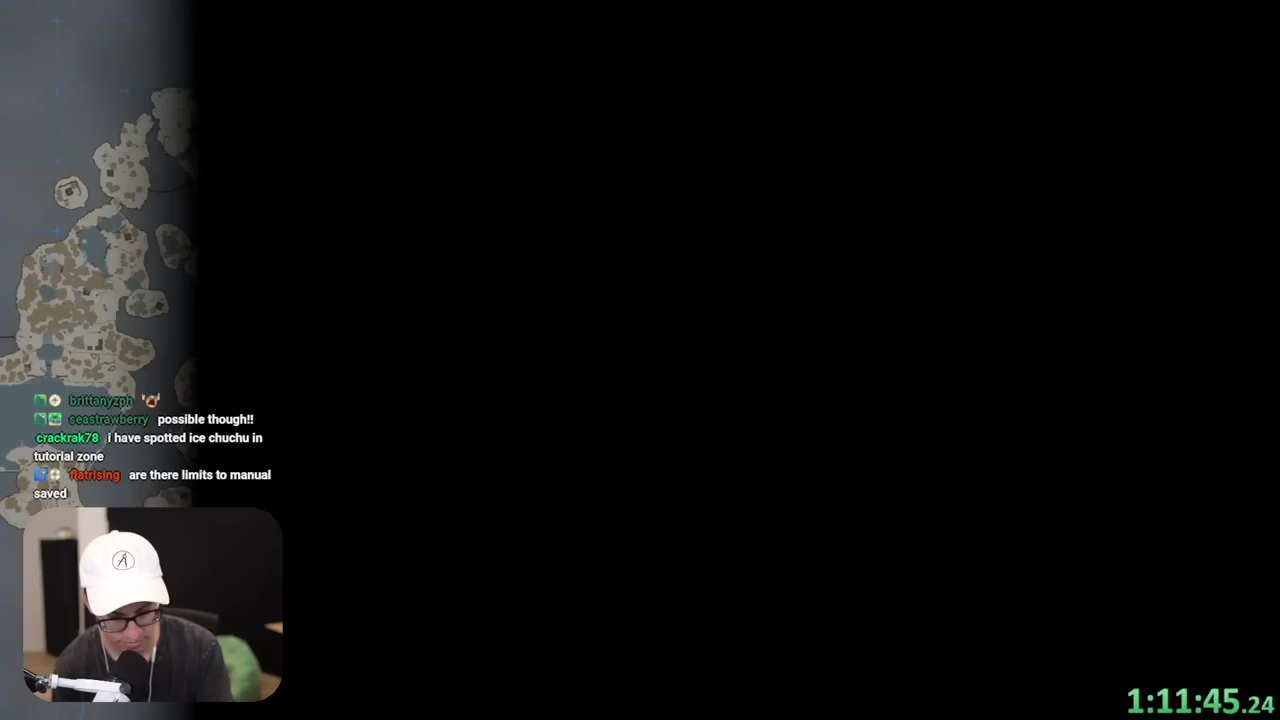 brittanyzph
seastrawberry possible though!!
crackrak78 i have spotted ice chuchu in
tutorial zone
flatrising are there limits to manual
saved
1:11:45.24